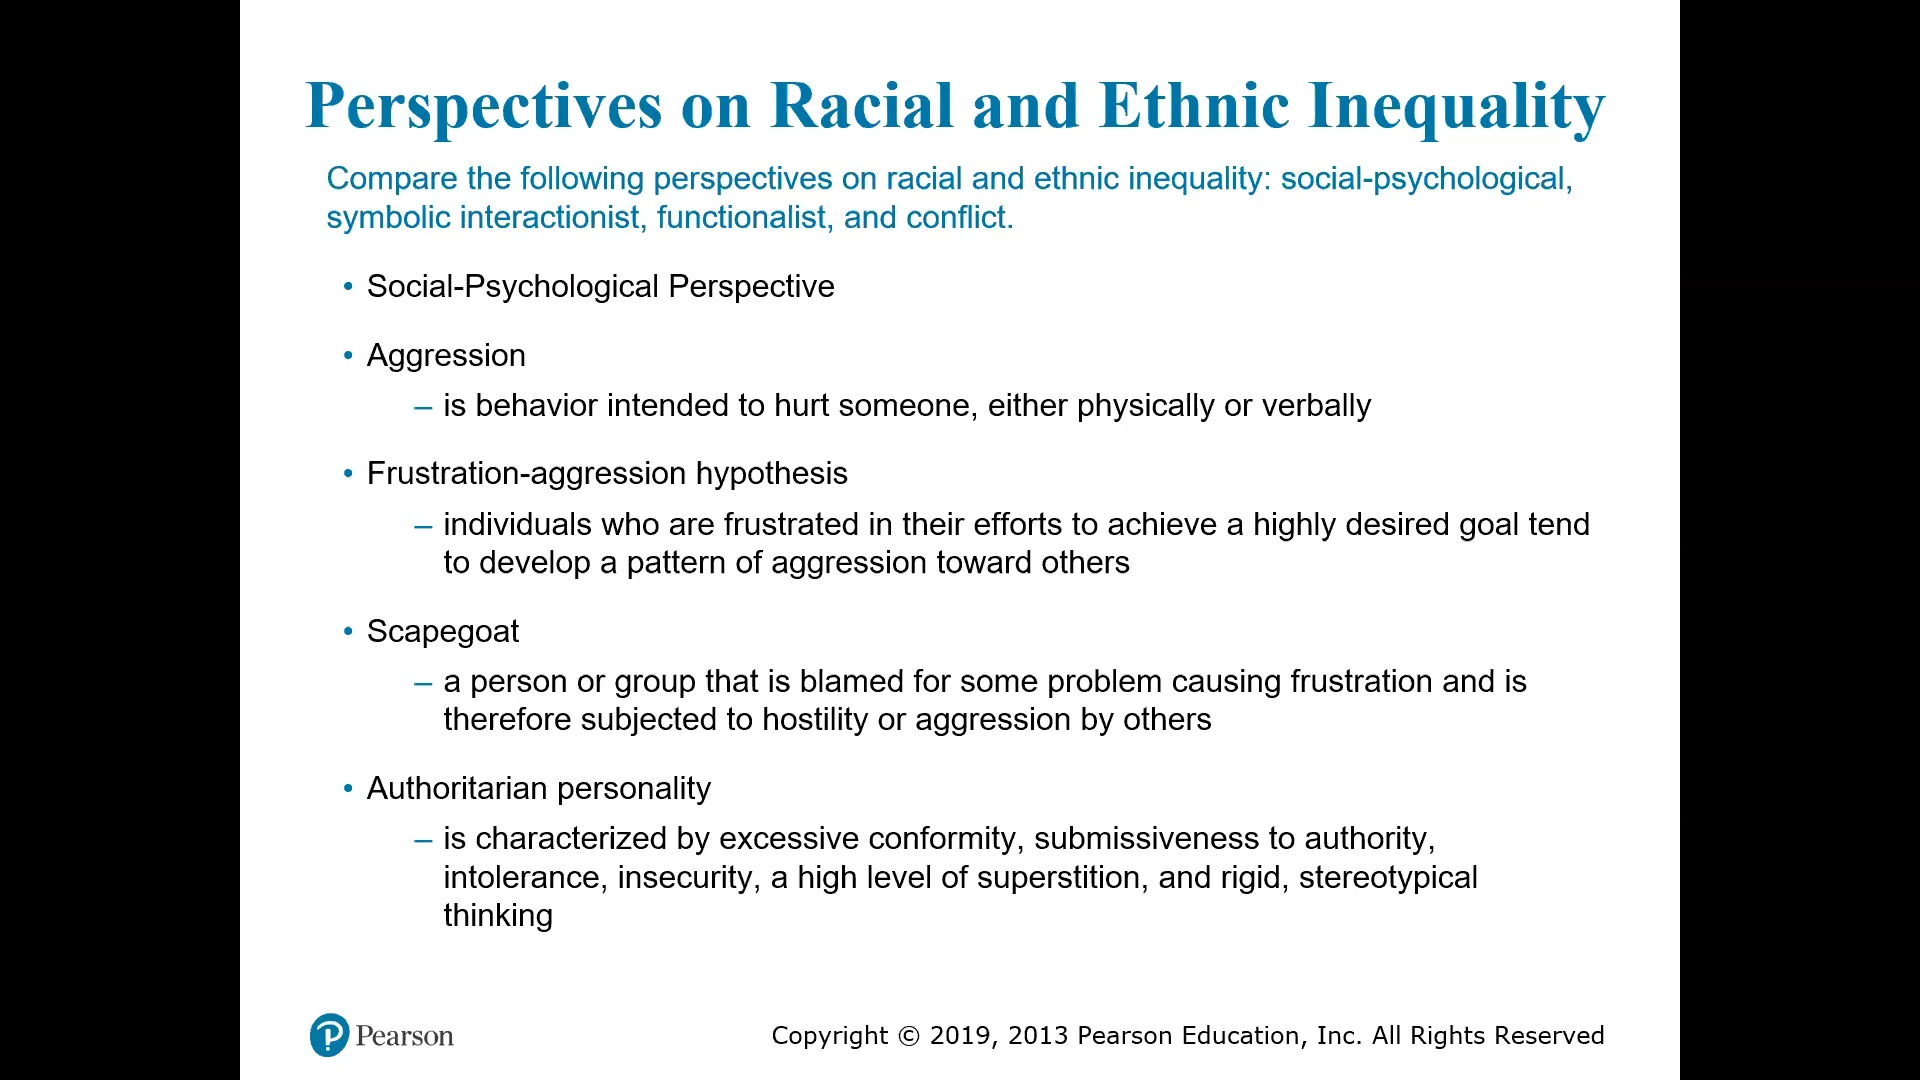 Perspectives on Racial and Ethnic Inequality
Compare the following perspectives on racial and ethnic inequality: social-psychological,
symbolic interactionist, functionalist, and conflict.
• Social-Psychological Perspective
• Aggression
– is behavior intended to hurt someone, either physically or verbally
• Frustration-aggression hypothesis
– individuals who are frustrated in their efforts to achieve a highly desired goal tend
to develop a pattern of aggression toward others
• Scapegoat
– a person or group that is blamed for some problem causing frustration and is
therefore subjected to hostility or aggression by others
• Authoritarian personality
– is characterized by excessive conformity, submissiveness to authority,
intolerance, insecurity, a high level of superstition, and rigid, stereotypical
thinking
Pearson
Copyright © 2019, 2013 Pearson Education, Inc. All Rights Reserved